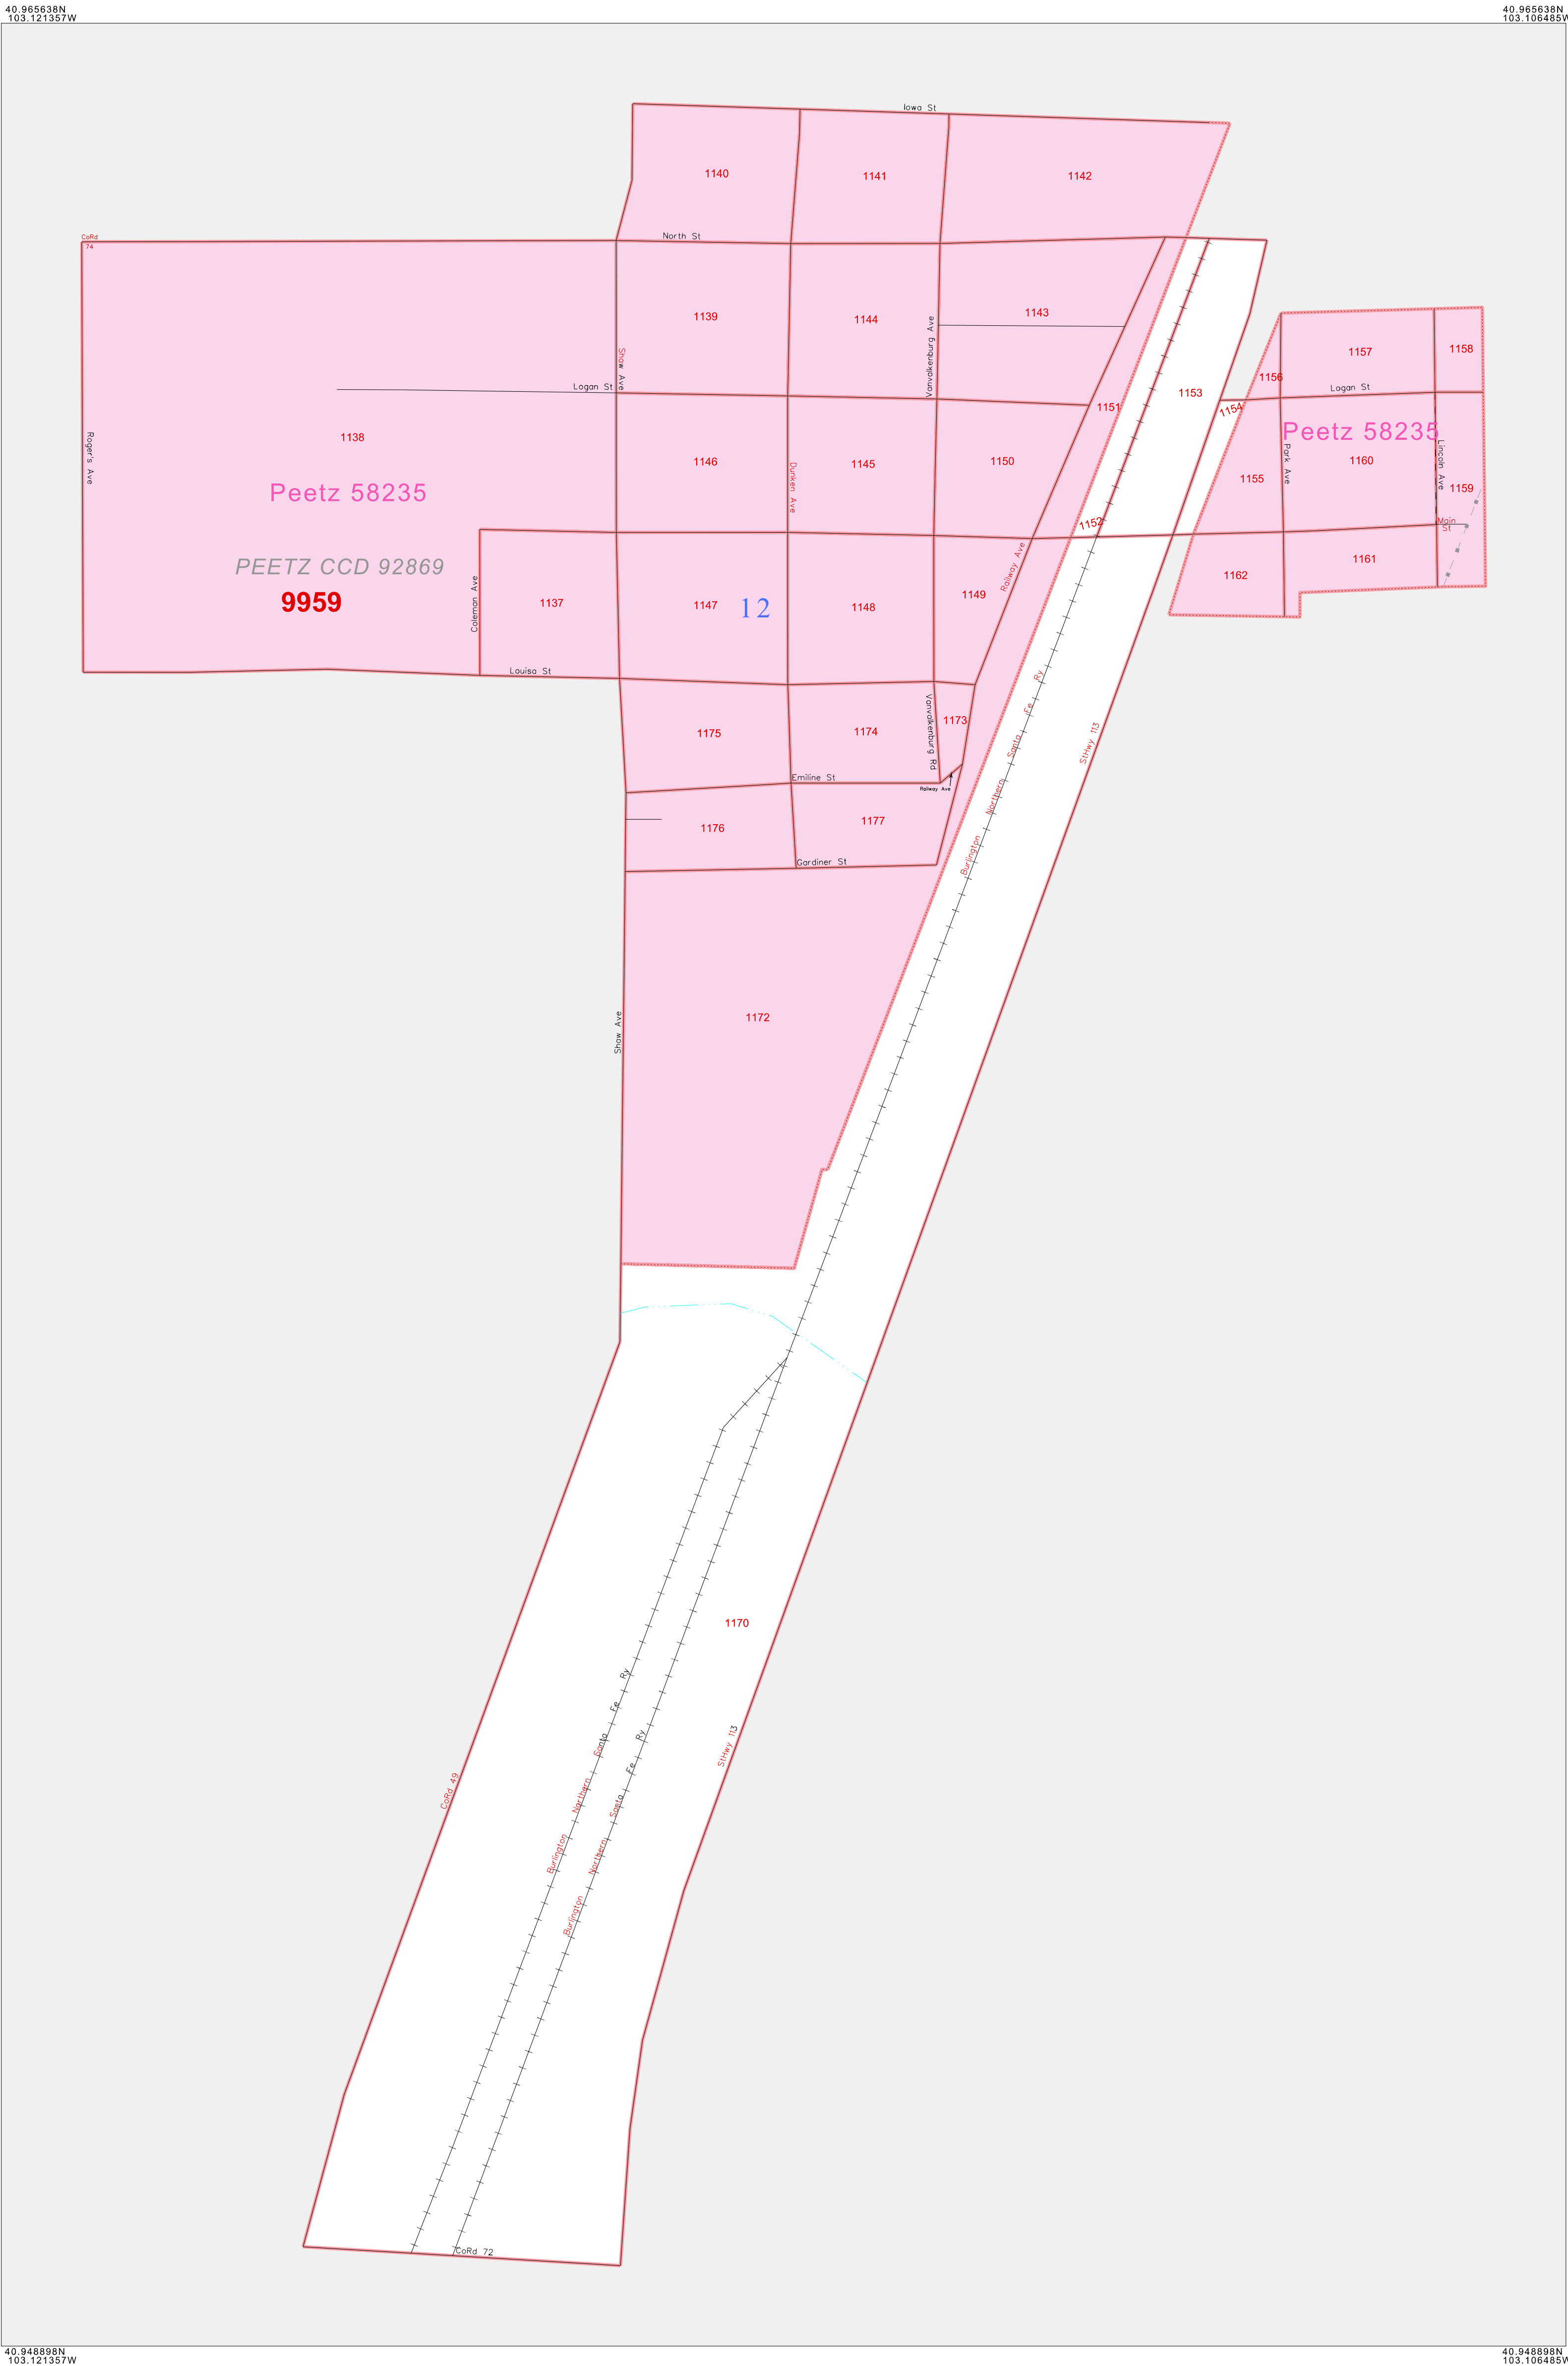 40.965638N
103.121357W
40.965638N
103.106485W
Iowa St
1140
1141
1142
CoRd
74
North St
1139
1144
1143
Vanvalkenburg Ave
Shaw Ave
1157
1158
1156
1153
Logan St
Logan St
1151
1154
Peetz 58235
1138
Roger's Ave
1146
1145
1150
Dunken Ave
1155
Park Ave
1160
Lincoln Ave
1159
Peetz 58235
1152
Main
St
PEETZ CCD 92869
9959
Coleman Ave
1137
1147
12
1148
1149
Railway Ave
1162
1161
Louisa St
1175
1174
Vanvalkenburg Rd
1173
Burlington Northern Santa Fe Ry
StHwy 113
Emiline St
Railway Ave
1176
1177
Gardiner St
Shaw Ave
1172
1170
Burlington Northern Santa Fe Ry
Burlington Northern Santa Fe Ry
StHwy 113
CoRd 49
CoRd 72
40.948898N
103.121357W
40.948898N
103.106485W